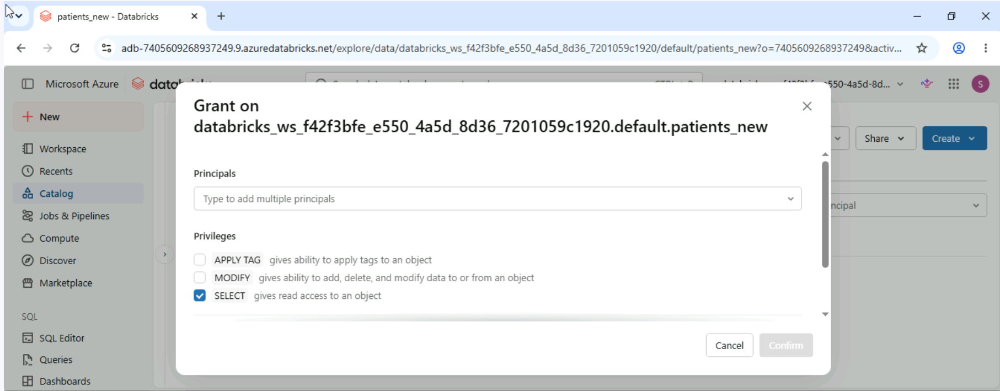 patients_new - Databricks
adb-7405609268937249.9.azuredatabricks.net/explore/data/databricks_ws_f42f3bfe_e550_4a5d_8d36_7201059c1920/default/patients_new?o=7405609268937249&activ...
Microsoft Azure
550-4a5d-8d...
S
New
Workspace
Recents
Catalog
Jobs & Pipelines
Compute
Discover
Marketplace
SQL
SQL Editor
Queries
Dashboards
Grant on
databricks_ws_f42f3bfe_e550_4a5d_8d36_7201059c1920.default.patients_new
Principals
Type to add multiple principals
Privileges
APPLY TAG gives ability to apply tags to an object
MODIFY gives ability to add, delete, and modify data to or from an object
SELECT gives read access to an object
Cancel Confirm
Share Create
ncipal